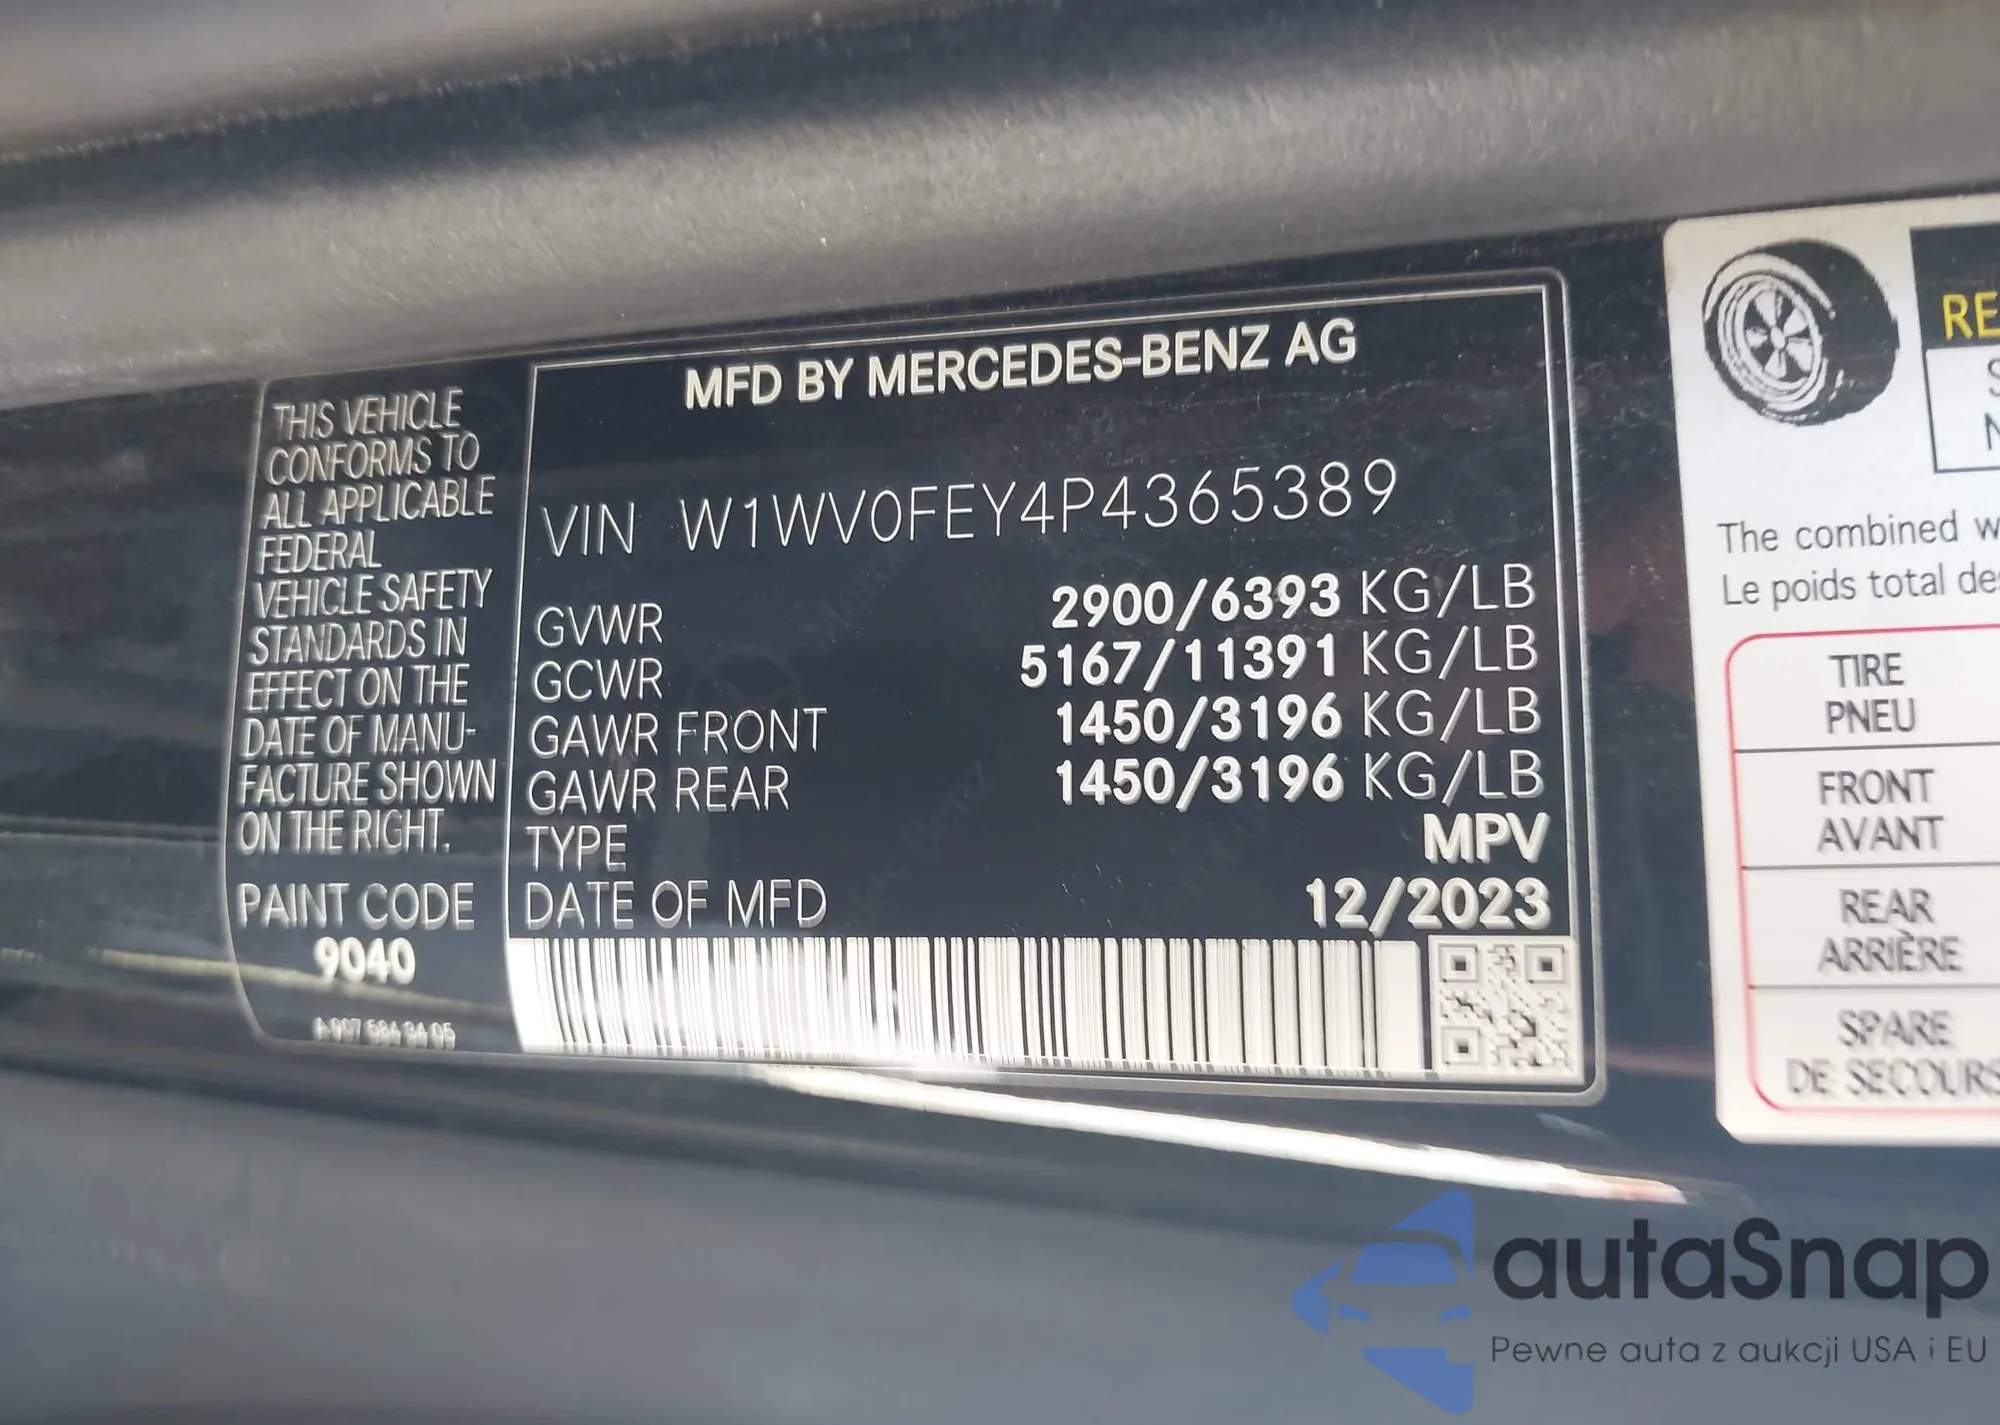 THIS VEHICLE
CONFORMS TO
ALL APPLICABLE
FEDERAL
VEHICLE SAFETY
STANDARDS IN
EFFECT ON THE
DATE OF MANU-
FACTURE SHOWN
ON THE RIGHT.
PAINT CODE
9040
MFD BY MERCEDES-BENZ AG
VIN W1WV0FEY4P4365389
GVWR 2900/6393 KG/LB
GCWR 5167/11391 KG/LB
GAWR FRONT 1450/3196 KG/LB
GAWR REAR 1450/3196 KG/LB
TYPE MPV
DATE OF MFD 12/2023
The combined
Le poids total
TIRE
PNEU
FRONT
AVANT
REAR
ARRIÈRE
SPARE
DE SECOURS
autaSnap
Pewne auta z aukcji USA i EU